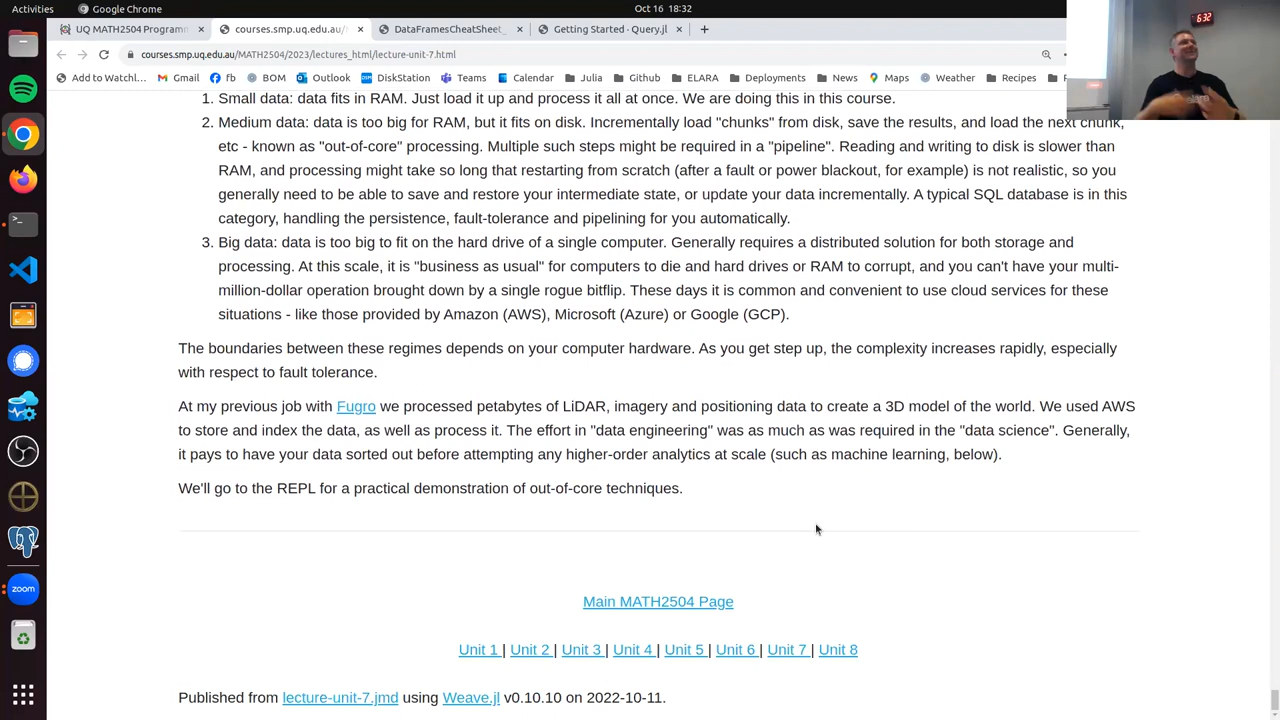 Activities
Google Chrome
Oct 16 18:32
UQ MATH2504 Programm
courses.smp.uq.edu.au/
DataFramesCheatSheet_
Getting Started · Query.jl
courses.smp.uq.edu.au/MATH2504/2023/lectures_html/lecture-unit-7.html
Add to Watchl... Gmail fb BOM Outlook DiskStation Teams Calendar Julia Github ELARA Deployments News Maps Weather Recipes
632
1. Small data: data fits in RAM. Just load it up and process it all at once. We are doing this in this course.
2. Medium data: data is too big for RAM, but it fits on disk. Incrementally load "chunks" from disk, save the results, and load the next chunk,
etc - known as "out-of-core" processing. Multiple such steps might be required in a "pipeline". Reading and writing to disk is slower than
RAM, and processing might take so long that restarting from scratch (after a fault or power blackout, for example) is not realistic, so you
generally need to be able to save and restore your intermediate state, or update your data incrementally. A typical SQL database is in this
category, handling the persistence, fault-tolerance and pipelining for you automatically.
3. Big data: data is too big to fit on the hard drive of a single computer. Generally requires a distributed solution for both storage and
processing. At this scale, it is "business as usual" for computers to die and hard drives or RAM to corrupt, and you can't have your multi-
million-dollar operation brought down by a single rogue bitflip. These days it is common and convenient to use cloud services for these
situations - like those provided by Amazon (AWS), Microsoft (Azure) or Google (GCP).
The boundaries between these regimes depends on your computer hardware. As you get step up, the complexity increases rapidly, especially
with respect to fault tolerance.
At my previous job with Fugro we processed petabytes of LiDAR, imagery and positioning data to create a 3D model of the world. We used AWS
to store and index the data, as well as process it. The effort in "data engineering" was as much as was required in the "data science". Generally,
it pays to have your data sorted out before attempting any higher-order analytics at scale (such as machine learning, below).
We'll go to the REPL for a practical demonstration of out-of-core techniques.
Main MATH2504 Page
Unit 1 | Unit 2 | Unit 3 | Unit 4 | Unit 5 | Unit 6 | Unit 7 | Unit 8
Published from lecture-unit-7.jmd using Weave.jl v0.10.10 on 2022-10-11.
zoom